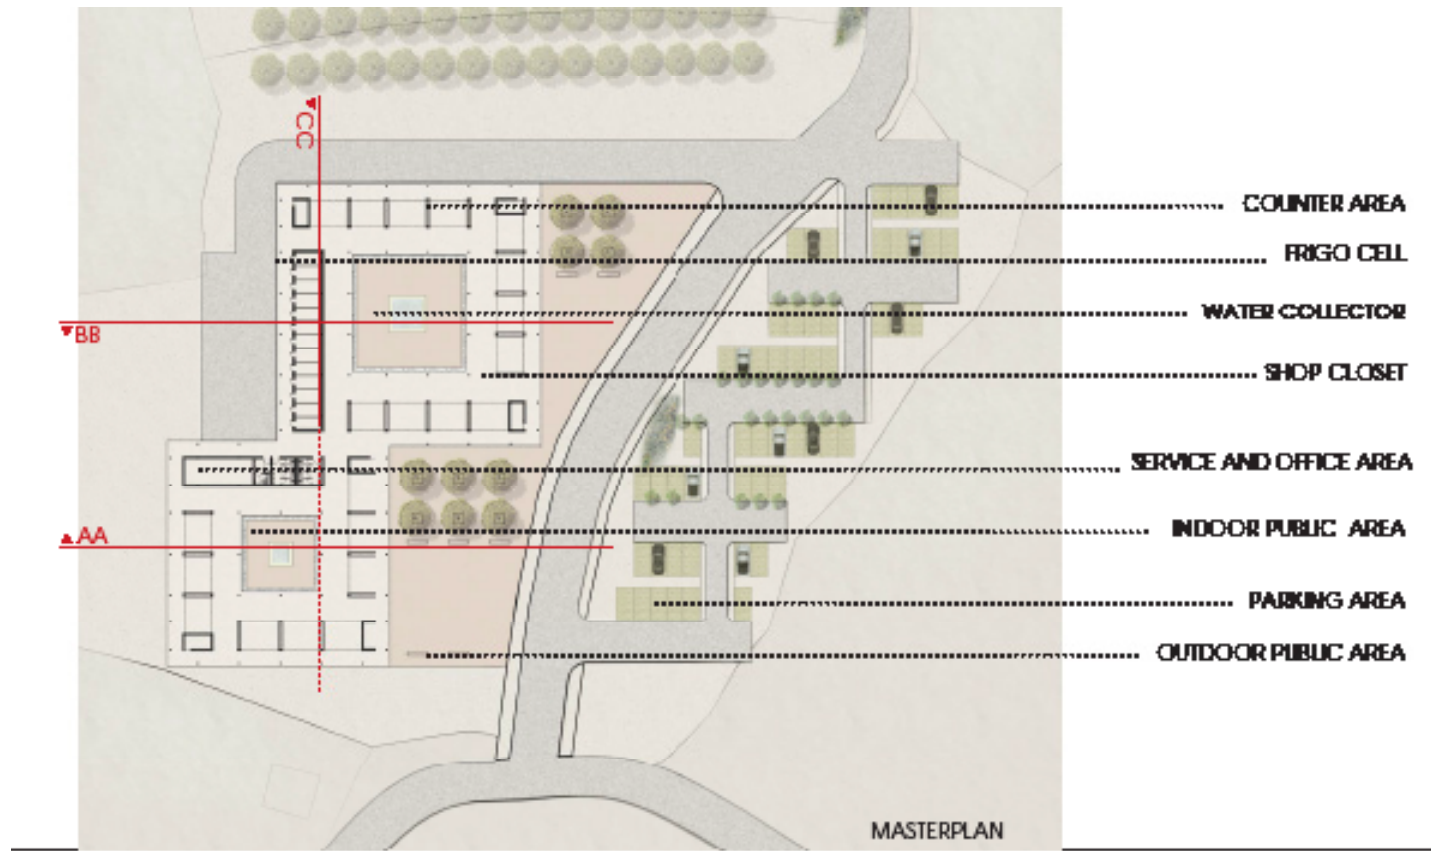 CC
COUNTER AREA
FRIGO CELL
WATER COLLECTOR
BB
SHOP CLOSET
SERVICE AND OFFICE AREA
INDOOR PUBLIC AREA
AA
PARKING AREA
OUTDOOR PUBLIC AREA
MASTERPLAN